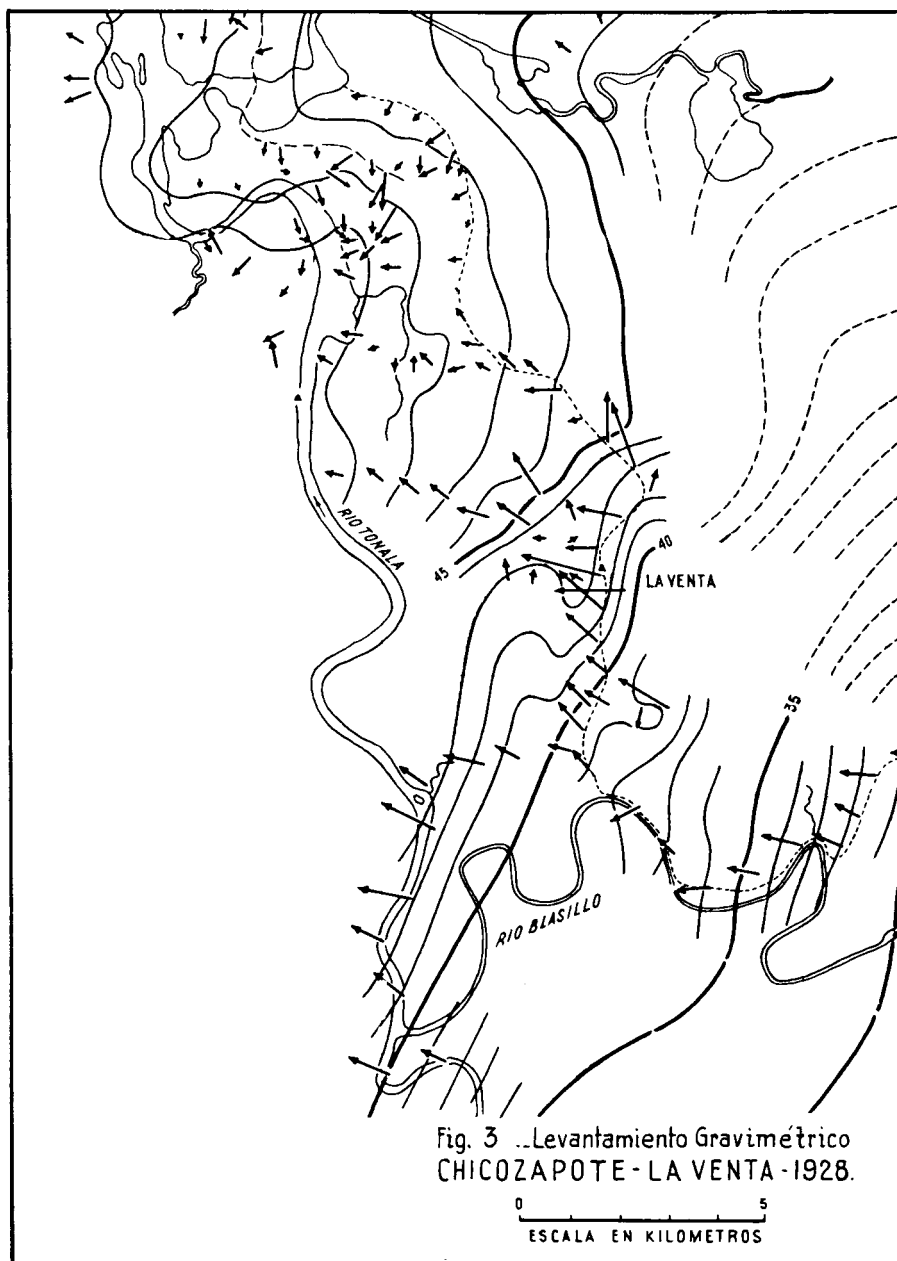 RIO TONALA
45
40
LA VENTA
35
RIO BLASILLO
Fig. 3 ..Levantamiento Gravimétrico
CHICOZAPOTE - LA VENTA - 1928.
0 5
ESCALA EN KILOMETROS